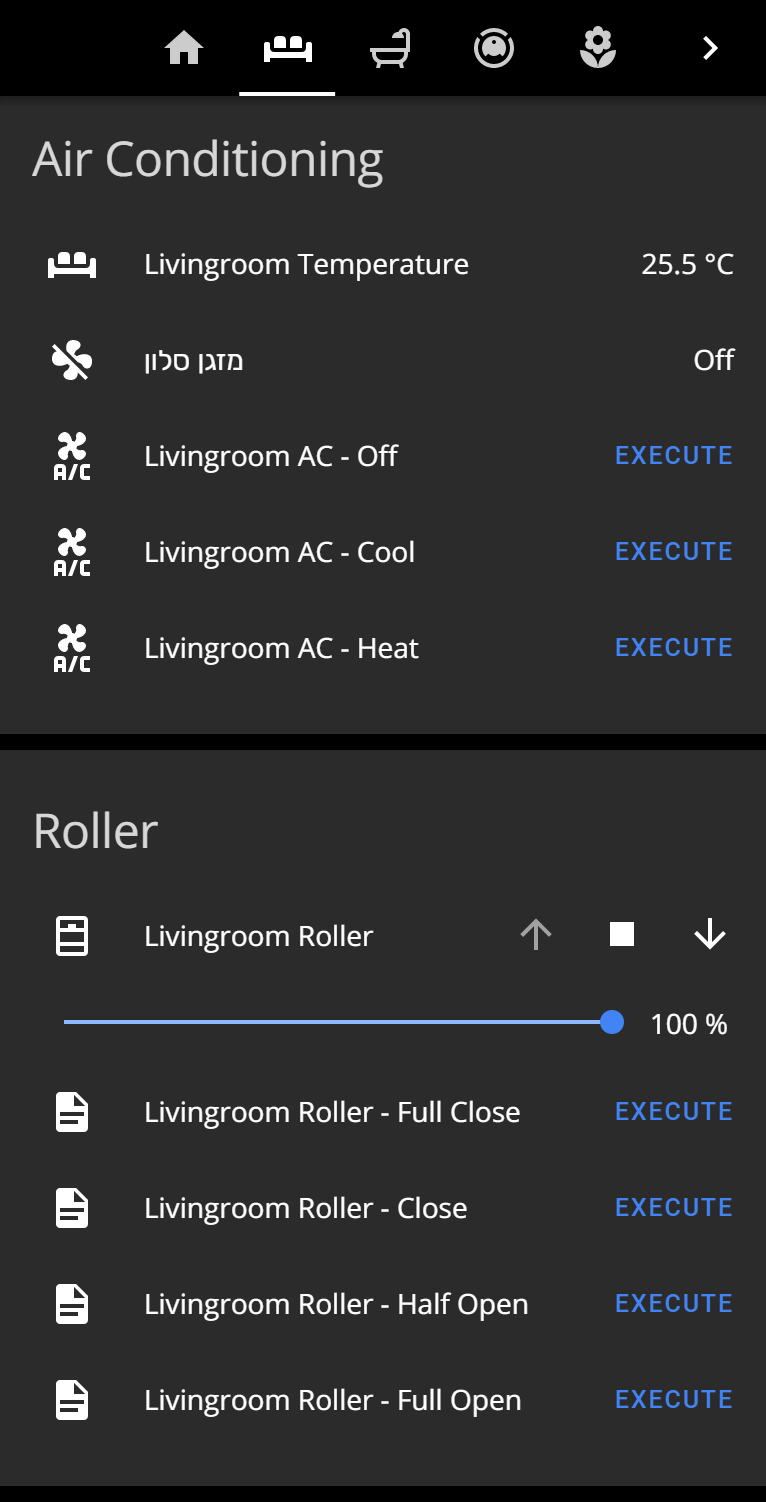 Air Conditioning
Livingroom Temperature 25.5 °C
מזגן סלון Off
A/C Livingroom AC - Off EXECUTE
A/C Livingroom AC - Cool EXECUTE
A/C Livingroom AC - Heat EXECUTE
Roller
Livingroom Roller
100 %
Livingroom Roller - Full Close EXECUTE
Livingroom Roller - Close EXECUTE
Livingroom Roller - Half Open EXECUTE
Livingroom Roller - Full Open EXECUTE